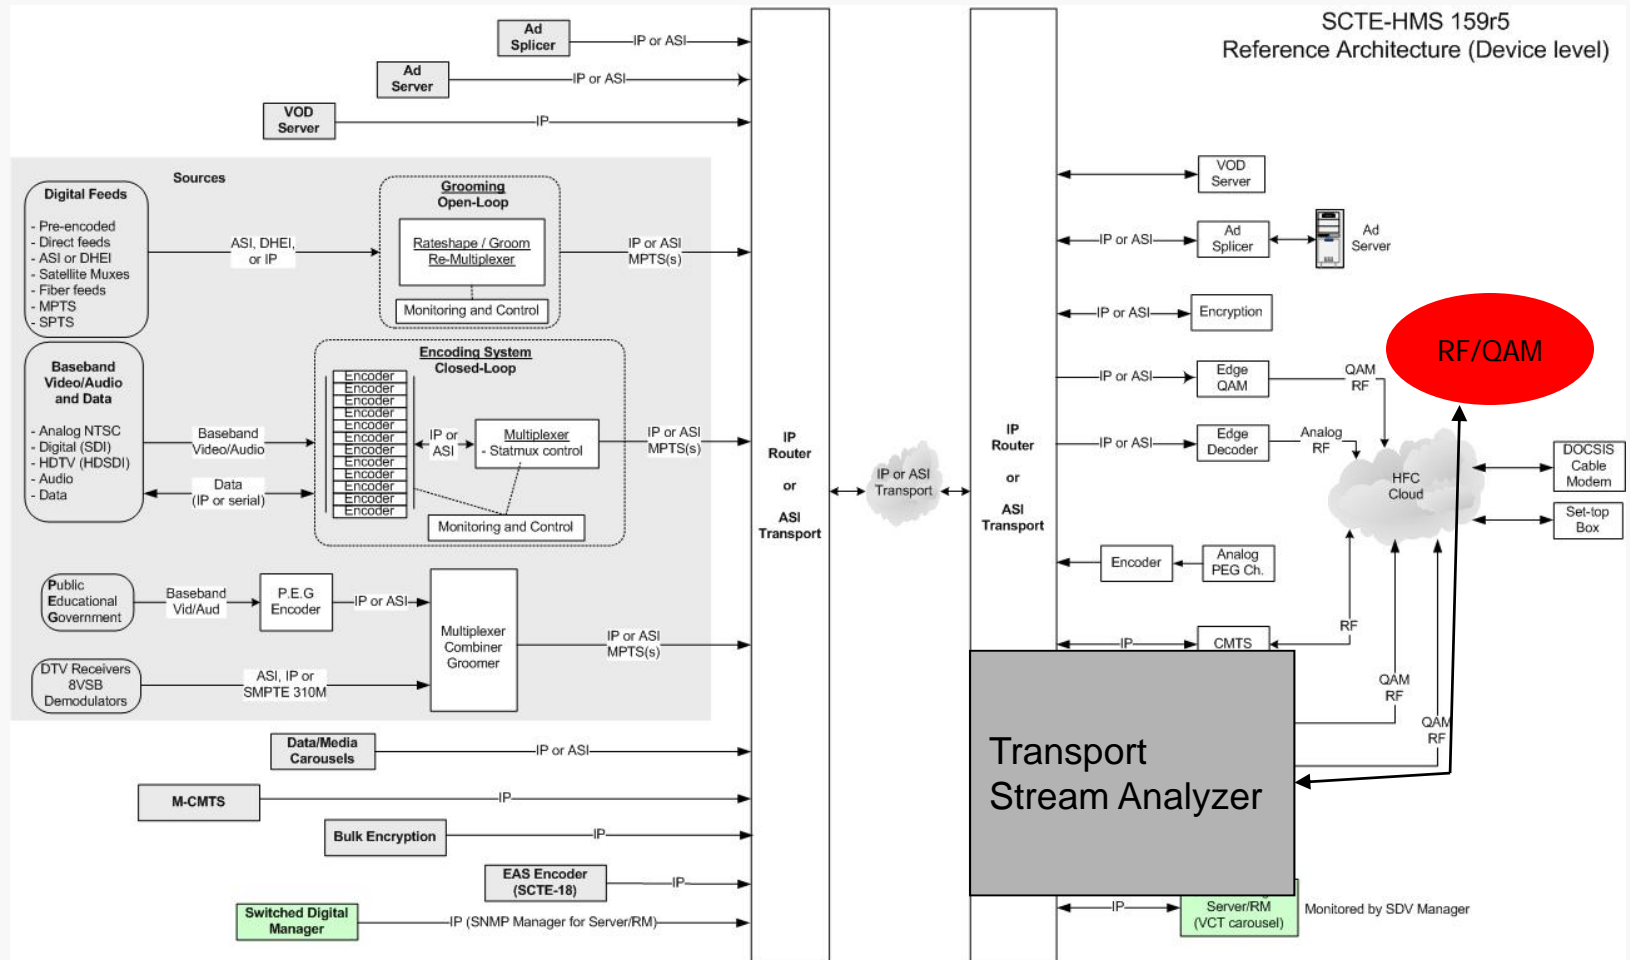 SCTE-HMS 159r5
Reference Architecture (Device level)
Ad
Splicer
IP or ASI
Ad
Server
IP or ASI
VOD
Server
IP
Sources
Digital Feeds
- Pre-encoded
- Direct feeds
- ASI or DHEI
- Satellite Muxes
- Fiber feeds
- MPTS
- SPTS
ASI, DHEI,
or IP
Grooming
Open-Loop
Rateshape / Groom
Re-Multiplexer
Monitoring and Control
IP or ASI
MPTS(s)
Baseband
Video/Audio
and Data
- Analog NTSC
- Digital (SDI)
- HDTV (HDSDI)
- Audio
- Data
Baseband
Video/Audio
Data
(IP or serial)
Encoding System
Closed-Loop
Encoder
Encoder
Encoder
Encoder
Encoder
Encoder
Encoder
Encoder
Encoder
Encoder
Encoder
Encoder
IP or
ASI
Multiplexer
- Statmux control
Monitoring and Control
IP or ASI
MPTS(s)
Public
Educational
Government
Baseband
Vid/Aud
P.E.G
Encoder
IP or ASI
Multiplexer
Combiner
Groomer
IP or ASI
MPTS(s)
DTV Receivers
8VSB
Demodulators
ASI, IP or
SMPTE 310M
Data/Media
Carousels
IP or ASI
M-CMTS
IP
Bulk Encryption
IP
EAS Encoder
(SCTE-18)
IP
Switched Digital
Manager
IP (SNMP Manager for Server/RM)
IP
Router
or
ASI
Transport
IP or ASI
Transport
IP
Router
or
ASI
Transport
VOD
Server
IP or ASI
Ad
Splicer
Ad
Server
IP or ASI
Encryption
IP or ASI
Edge
QAM
QAM
RF
RF/QAM
IP or ASI
Edge
Decoder
Analog
RF
HFC
Cloud
DOCSIS
Cable
Modem
Set-top
Box
Encoder
Analog
PEG Ch.
IP
CMTS
RF
QAM
RF
QAM
RF
Transport
Stream Analyzer
IP
Server/RM
(VCT carousel)
Monitored by SDV Manager